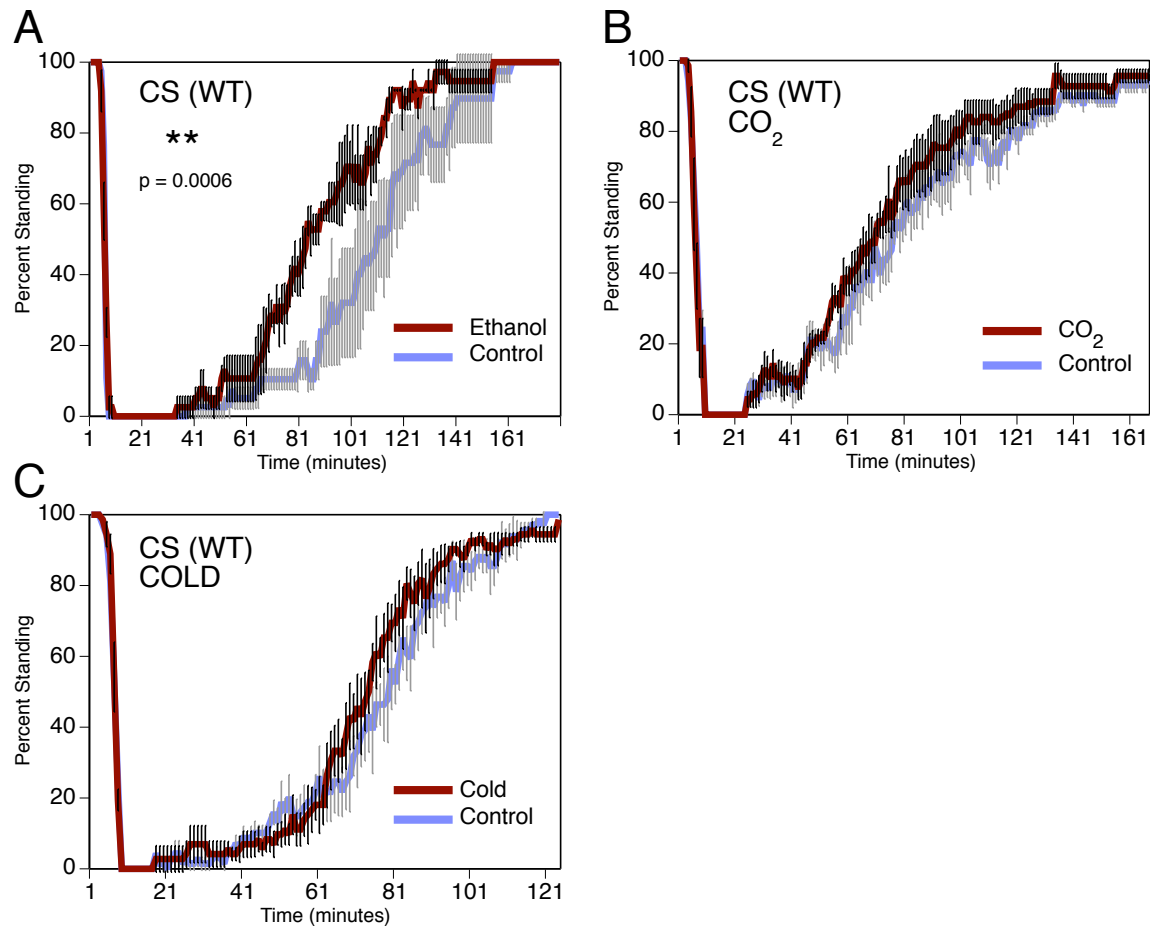 A
100
80
60
40
20
0
Percent Standing
CS (WT)
**
p = 0.0006
Ethanol
Control
1 21 41 61 81 101 121 141 161
Time (minutes)
B
100
80
60
40
20
0
Percent Standing
CS (WT)
CO2
CO2
Control
1 21 41 61 81 101 121 141 161
Time (minutes)
C
100
80
60
40
20
0
Percent Standing
CS (WT)
COLD
Cold
Control
1 21 41 61 81 101 121
Time (minutes)